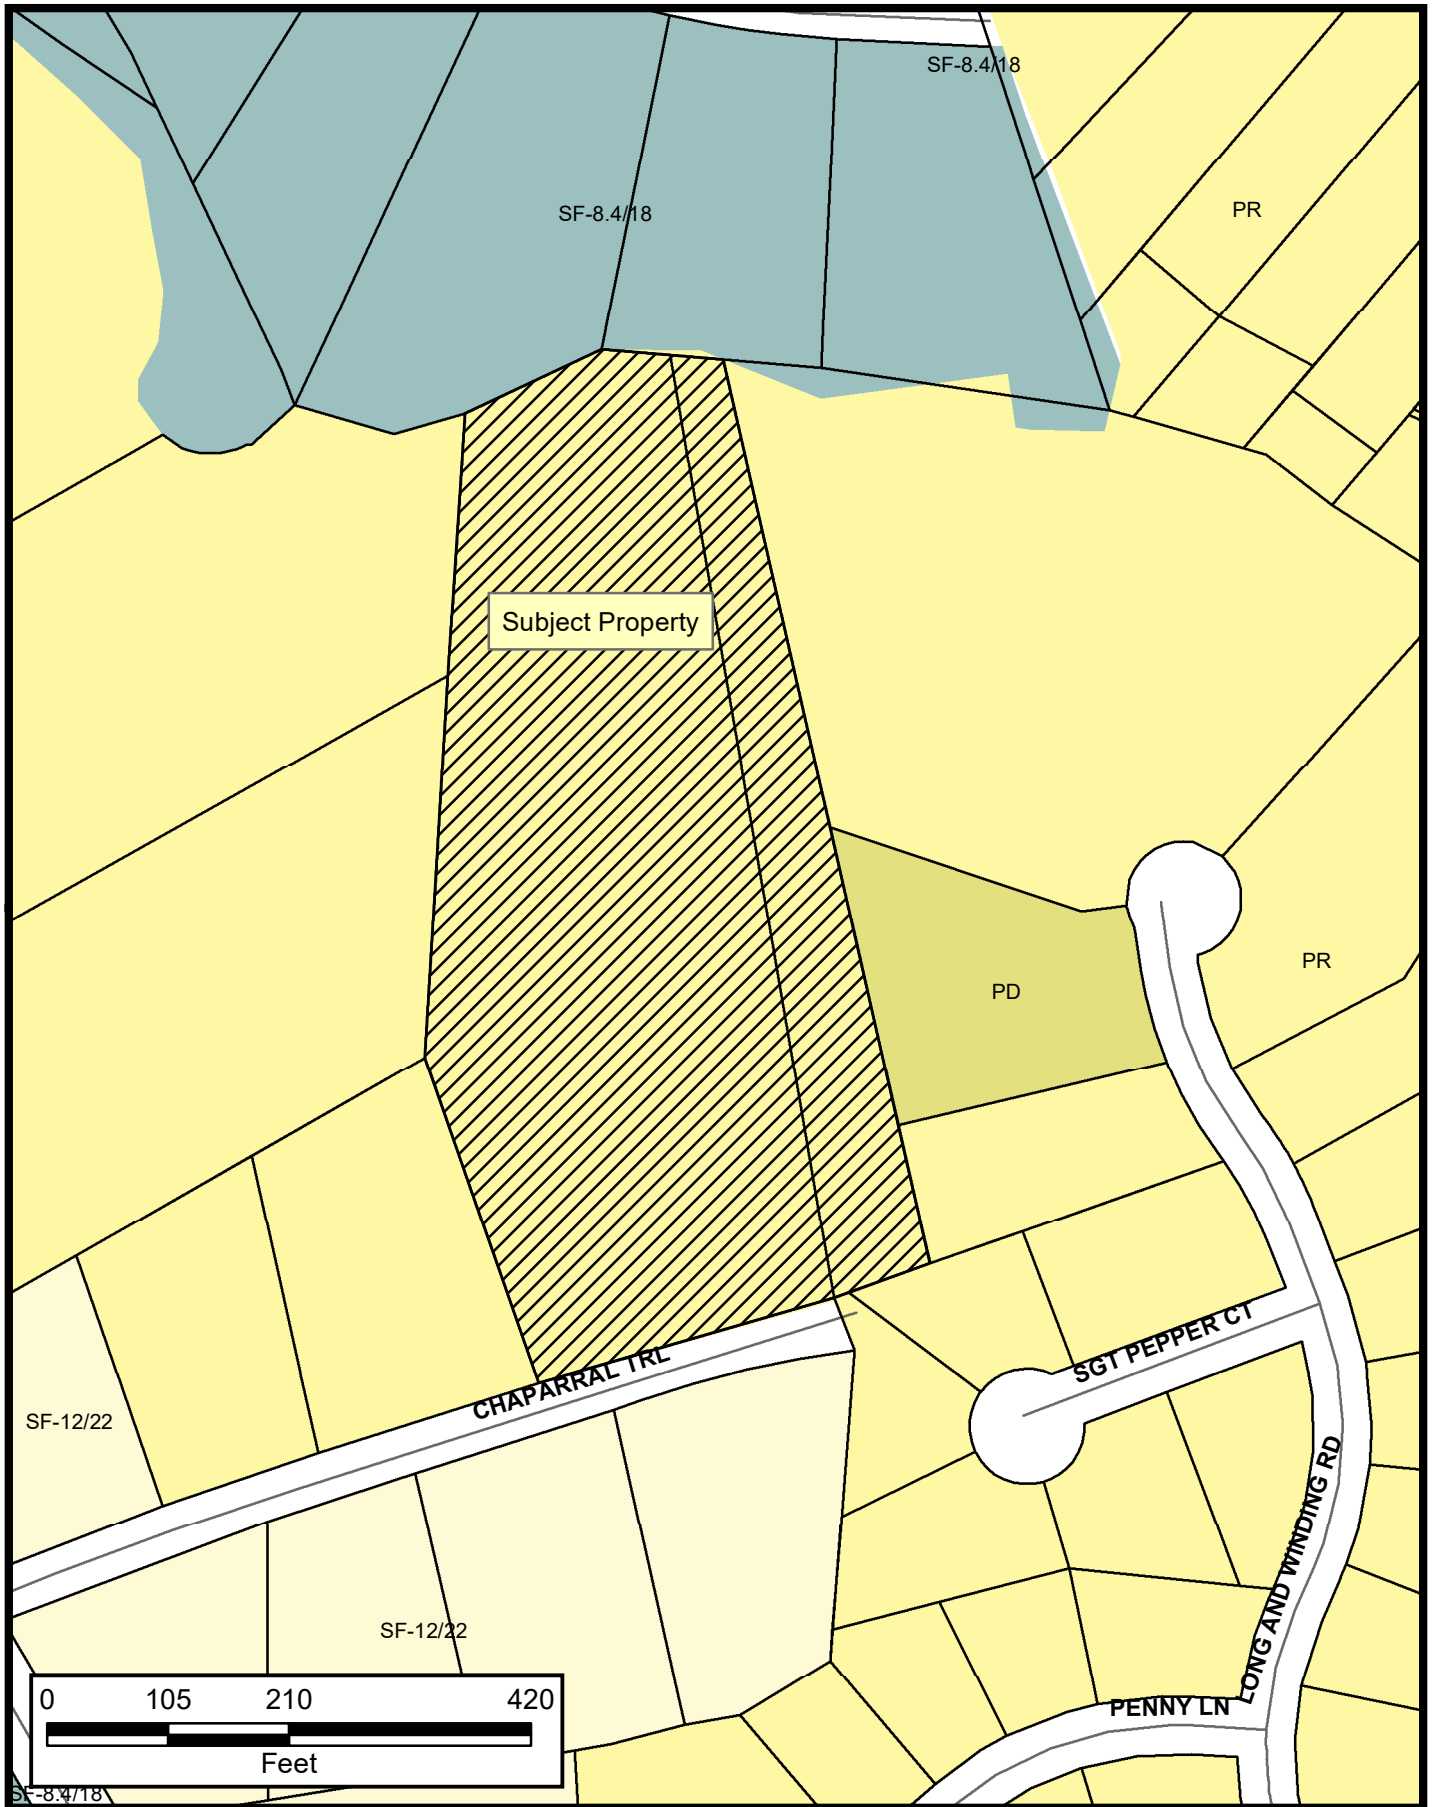 SF-8.4/18
SF-8.4/18
PR
Subject Property
PD
PR
SGT PEPPER CT
CHAPARRAL TRL
SF-12/22
LONG AND WINDING RD
SF-12/22
PENNY LN
0 105 210 420
Feet
SF-8.4/18